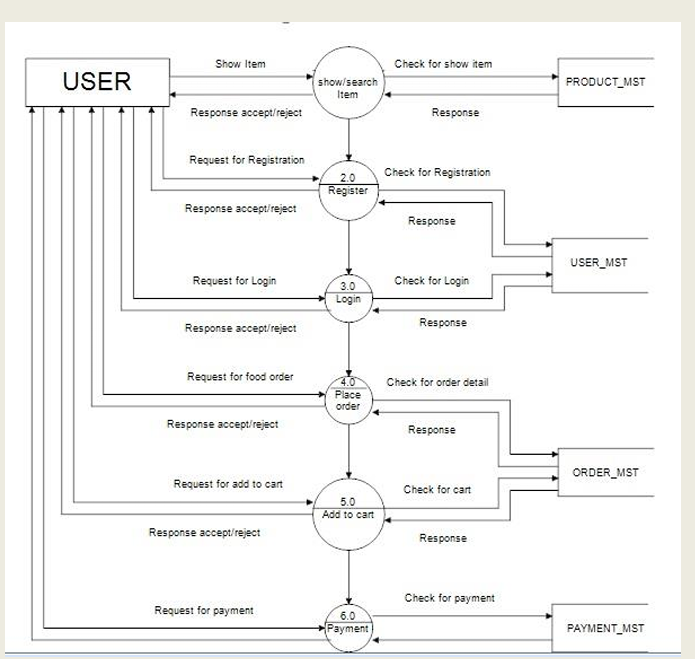 USER
Show Item
show/search
Item
Check for show item
PRODUCT_MST
Response accept/reject
Response
Request for Registration
2.0
Register
Check for Registration
Response accept/reject
Response
USER_MST
Request for Login
3.0
Login
Check for Login
Response accept/reject
Response
Request for food order
4.0
Place
order
Check for order detail
Response accept/reject
Response
ORDER_MST
Request for add to cart
5.0
Add to cart
Check for cart
Response accept/reject
Response
Request for payment
6.0
Payment
Check for payment
PAYMENT_MST